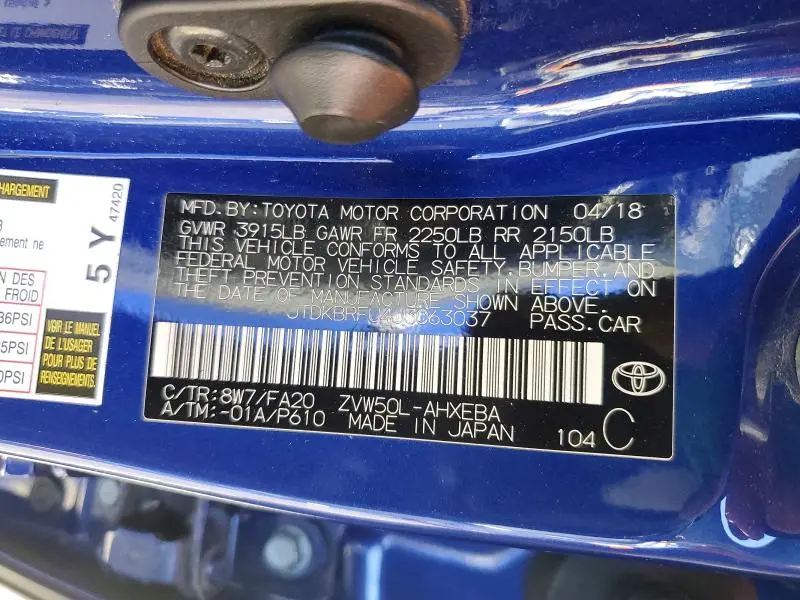 CHARGEMENT
ement ne
N DES
FROID
36PSI
5PSI
0PSI
5 Y 47420
VOIR LE MANUEL
DE L'USAGER
POUR PLUS DE
RENSEIGNEMENTS.
MFD.BY:TOYOTA MOTOR CORPORATION 04/18
GVWR 3915LB GAWR FR 2250LB RR 2150LB
THIS VEHICLE CONFORMS TO ALL APPLICABLE
FEDERAL MOTOR VEHICLE SAFETY,BUMPER,AND
THEFT PREVENTION STANDARDS IN EFFECT ON
THE DATE OF MANUFACTURE SHOWN ABOVE.
PASS.CAR
C/TR:8W7/FA20 ZVW50L-AHXEBA
A/TM:-01A/P610 MADE IN JAPAN
104 C